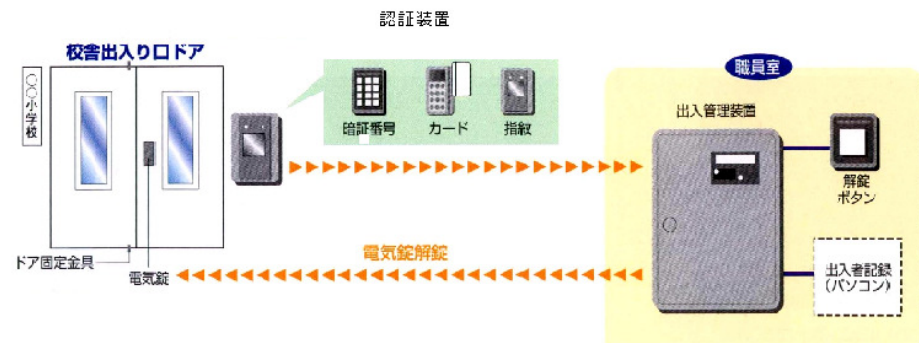 認証装置
校舎出入り口ドア
〇〇小学校
暗証番号
カード
指紋
職員室
出入管理装置
解錠
ボタン
電気錠解錠
ドア固定金具
電気錠
出入者記録
(パソコン)